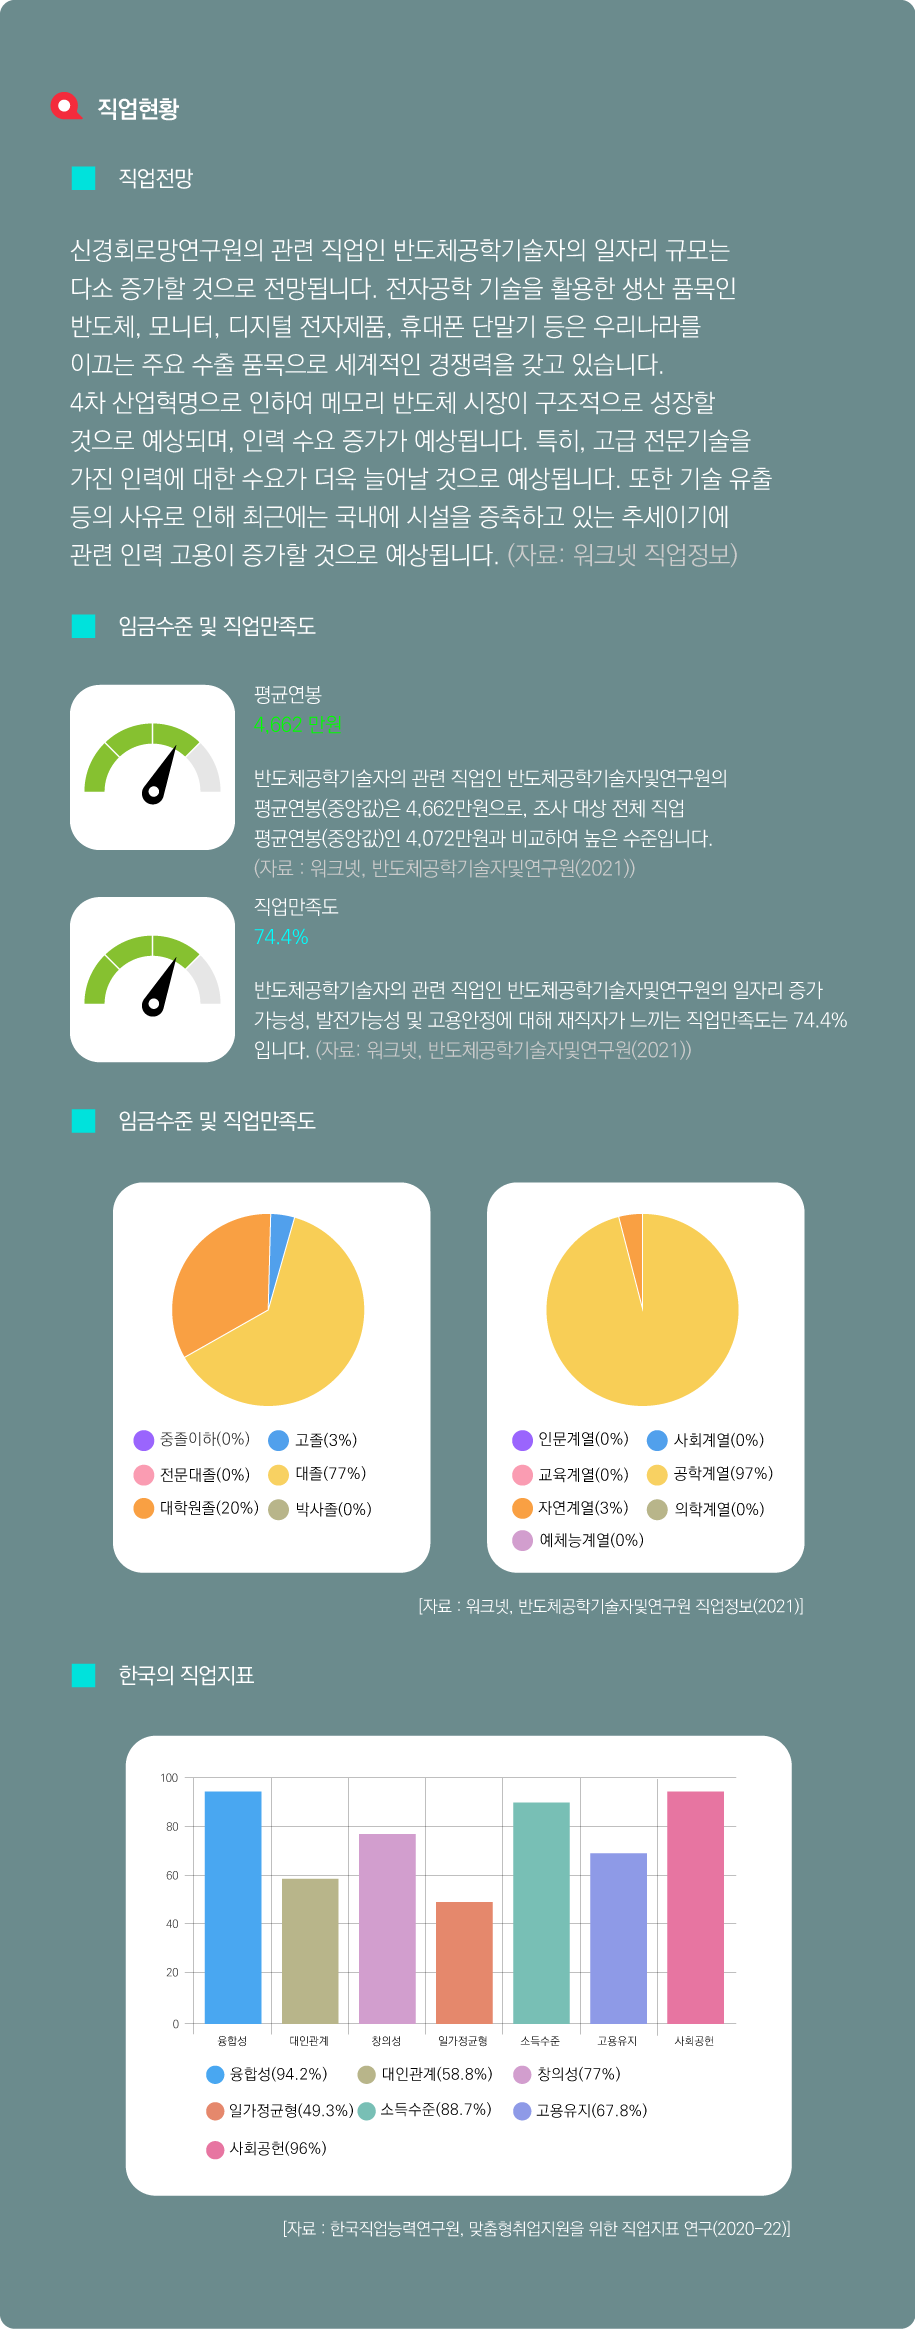 직업현황
직업전망
신경회로망연구원의 관련 직업인 반도체공학기술자의 일자리 규모는
다소 증가할 것으로 전망됩니다. 전자공학 기술을 활용한 생산 품목인
반도체, 모니터, 디지털 전자제품, 휴대폰 단말기 등은 우리나라를
이끄는 주요 수출 품목으로 세계적인 경쟁력을 갖고 있습니다.
4차 산업혁명으로 인하여 메모리 반도체 시장이 구조적으로 성장할
것으로 예상되며, 인력 수요 증가가 예상됩니다. 특히, 고급 전문기술을
가진 인력에 대한 수요가 더욱 늘어날 것으로 예상됩니다. 또한 기술 유출
등의 사유로 인해 최근에는 국내에 시설을 증축하고 있는 추세이기에
관련 인력 고용이 증가할 것으로 예상됩니다. (자료: 워크넷 직업정보)
임금수준 및 직업만족도
평균연봉
4,662 만원
반도체공학기술자의 관련 직업인 반도체공학기술자및연구원의
평균연봉(중앙값)은 4,662만원으로, 조사 대상 전체 직업
평균연봉(중앙값)인 4,072만원과 비교하여 높은 수준입니다.
(자료 : 워크넷, 반도체공학기술자및연구원(2021))
직업만족도
74.4%
반도체공학기술자의 관련 직업인 반도체공학기술자및연구원의 일자리 증가
가능성, 발전가능성 및 고용안정에 대해 재직자가 느끼는 직업만족도는 74.4%
입니다. (자료: 워크넷, 반도체공학기술자및연구원(2021))
임금수준 및 직업만족도
중졸이하(0%) 고졸(3%)
전문대졸(0%) 대졸(77%)
대학원졸(20%) 박사졸(0%)
인문계열(0%) 사회계열(0%)
교육계열(0%) 공학계열(97%)
자연계열(3%) 의학계열(0%)
예체능계열(0%)
[자료 : 워크넷, 반도체공학기술자및연구원 직업정보(2021)]
한국의 직업지표
100
80
60
40
20
0
융합성 대인관계 창의성 일가정균형 소득수준 고용유지 사회공헌
융합성(94.2%) 대인관계(58.8%) 창의성(77%)
일가정균형(49.3%) 소득수준(88.7%) 고용유지(67.8%)
사회공헌(96%)
[자료 : 한국직업능력연구원, 맞춤형취업지원을 위한 직업지표 연구(2020-22)]